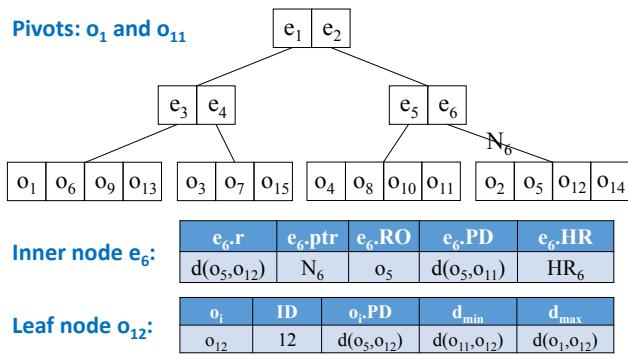 Pivots: o₁ and o₁₁
e₁ e₂
e₃ e₄ e₅ e₆
N₆
o₁ o₆ o₉ o₁₃ o₃ o₇ o₁₅ o₄ o₈ o₁₀ o₁₁ o₂ o₅ o₁₂ o₁₄
e₆.r e₆.ptr e₆.RO e₆.PD e₆.HR
Inner node e₆: d(o₅,o₁₂) N₆ o₅ d(o₅,o₁₁) HR₆
oᵢ ID oᵢ.PD dₘᵢₙ dₘₐₓ
Leaf node o₁₂: o₁₂ 12 d(o₅,o₁₂) d(o₁₁,o₁₂) d(o₁,o₁₂)